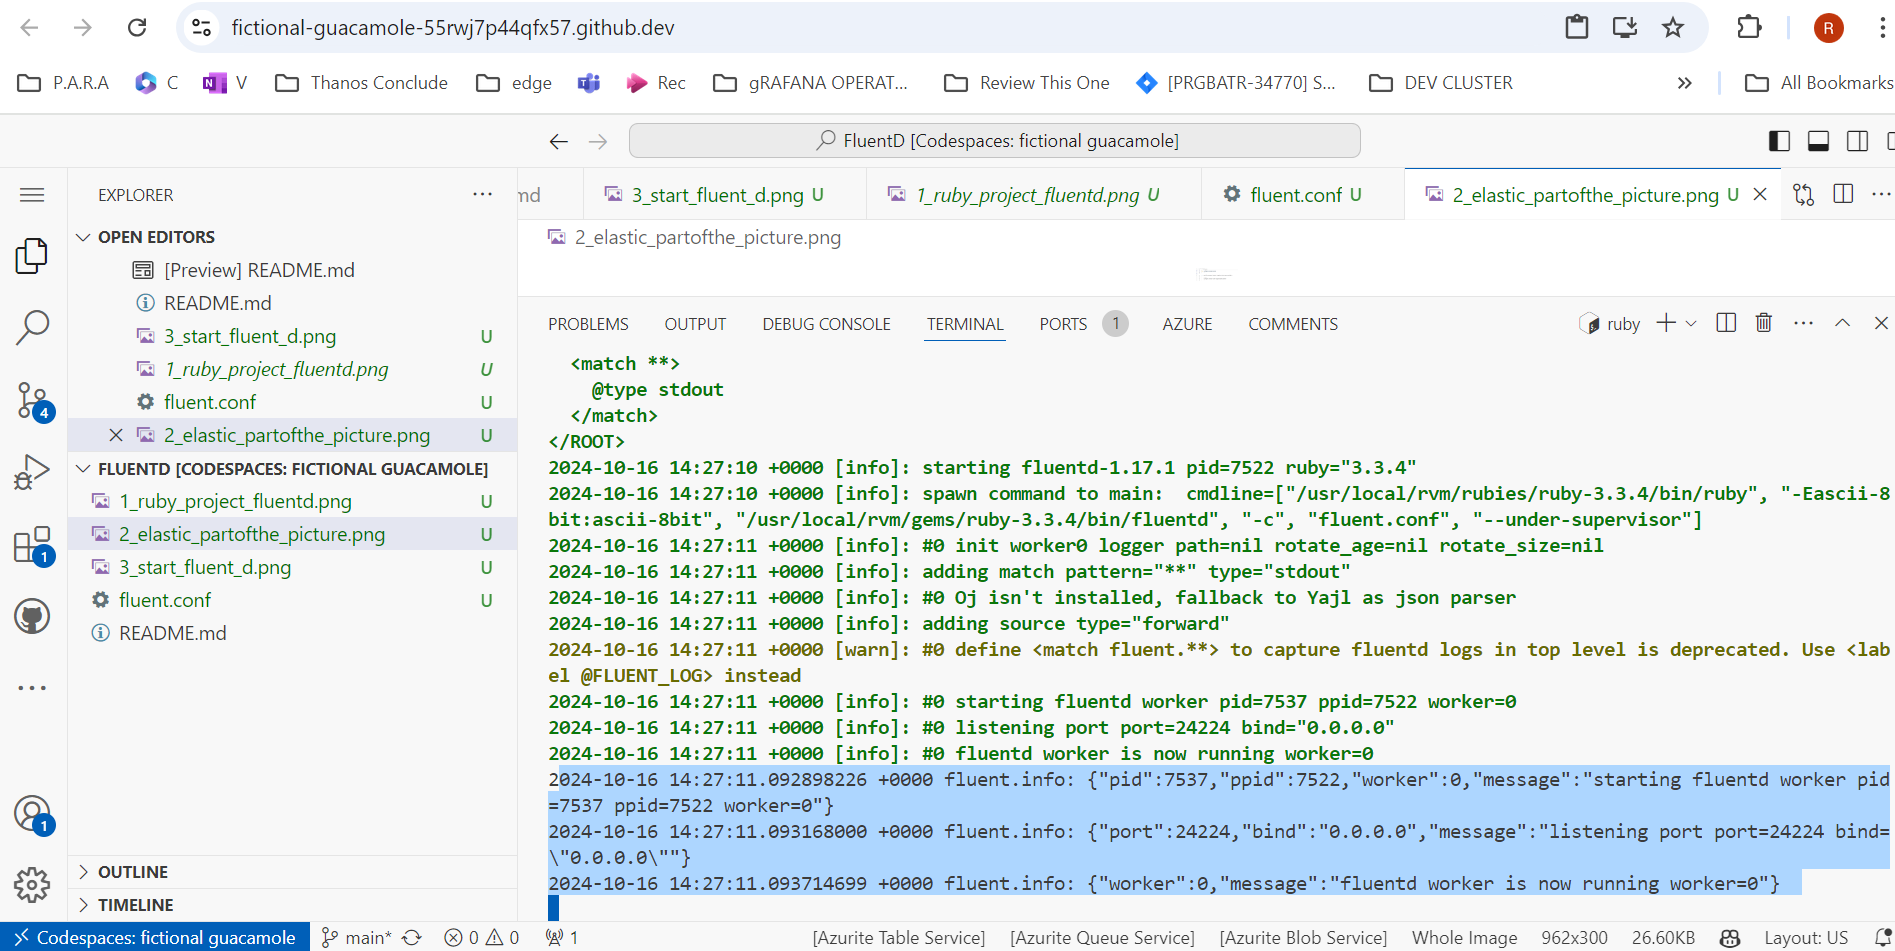 fictional-guacamole-55rwj7p44qfx57.github.dev
R
P.A.R.A
C
V
Thanos Conclude
edge
Rec
gRAFANA OPERAT...
Review This One
[PRGBATR-34770] S...
DEV CLUSTER
All Bookmarks
FluentD [Codespaces: fictional guacamole]
EXPLORER
md
3_start_fluent_d.png U
1_ruby_project_fluentd.png U
fluent.conf U
2_elastic_partofthe_picture.png U
OPEN EDITORS
[Preview] README.md
README.md
3_start_fluent_d.png U
1_ruby_project_fluentd.png U
fluent.conf U
2_elastic_partofthe_picture.png U
FLUENTD [CODESPACES: FICTIONAL GUACAMOLE]
1_ruby_project_fluentd.png U
2_elastic_partofthe_picture.png U
3_start_fluent_d.png U
fluent.conf U
README.md
OUTLINE
TIMELINE
4
1
1
2_elastic_partofthe_picture.png
PROBLEMS OUTPUT DEBUG CONSOLE TERMINAL PORTS 1 AZURE COMMENTS
ruby
<match **>
@type stdout
</match>
</ROOT>
2024-10-16 14:27:10 +0000 [info]: starting fluentd-1.17.1 pid=7522 ruby="3.3.4"
2024-10-16 14:27:10 +0000 [info]: spawn command to main:  cmdline=["/usr/local/rvm/rubies/ruby-3.3.4/bin/ruby", "-Eascii-8
bit:ascii-8bit", "/usr/local/rvm/gems/ruby-3.3.4/bin/fluentd", "-c", "fluent.conf", "--under-supervisor"]
2024-10-16 14:27:11 +0000 [info]: #0 init worker0 logger path=nil rotate_age=nil rotate_size=nil
2024-10-16 14:27:11 +0000 [info]: adding match pattern="**" type="stdout"
2024-10-16 14:27:11 +0000 [info]: #0 Oj isn't installed, fallback to Yajl as json parser
2024-10-16 14:27:11 +0000 [info]: adding source type="forward"
2024-10-16 14:27:11 +0000 [warn]: #0 define <match fluent.**> to capture fluentd logs in top level is deprecated. Use <lab
el @FLUENT_LOG> instead
2024-10-16 14:27:11 +0000 [info]: #0 starting fluentd worker pid=7537 ppid=7522 worker=0
2024-10-16 14:27:11 +0000 [info]: #0 listening port port=24224 bind="0.0.0.0"
2024-10-16 14:27:11 +0000 [info]: #0 fluentd worker is now running worker=0
2024-10-16 14:27:11.092898226 +0000 fluent.info: {"pid":7537,"ppid":7522,"worker":0,"message":"starting fluentd worker pid
=7537 ppid=7522 worker=0"}
2024-10-16 14:27:11.093168000 +0000 fluent.info: {"port":24224,"bind":"0.0.0.0","message":"listening port port=24224 bind=
\"0.0.0.0\""}
2024-10-16 14:27:11.093714699 +0000 fluent.info: {"worker":0,"message":"fluentd worker is now running worker=0"}
Codespaces: fictional guacamole
main*
0
0
1
[Azurite Table Service]
[Azurite Queue Service]
[Azurite Blob Service]
Whole Image
962x300
26.60KB
Layout: US